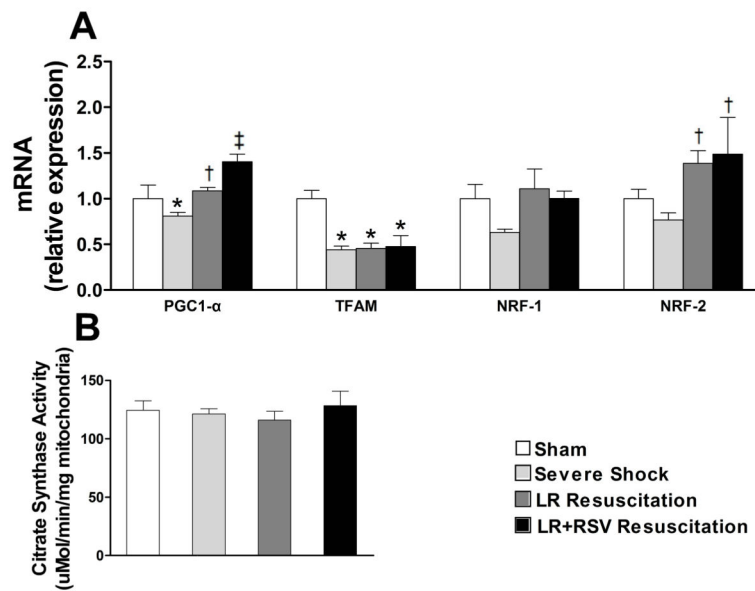 A
mRNA
(relative expression)
2.5
2.0
1.5
1.0
0.5
0.0
*
†
‡
*
*
*
†
†
PGC1-α
TFAM
NRF-1
NRF-2
B
Citrate Synthase Activity
(uMol/min/mg mitochondria)
150
100
50
0
Sham
Severe Shock
LR Resuscitation
LR+RSV Resuscitation